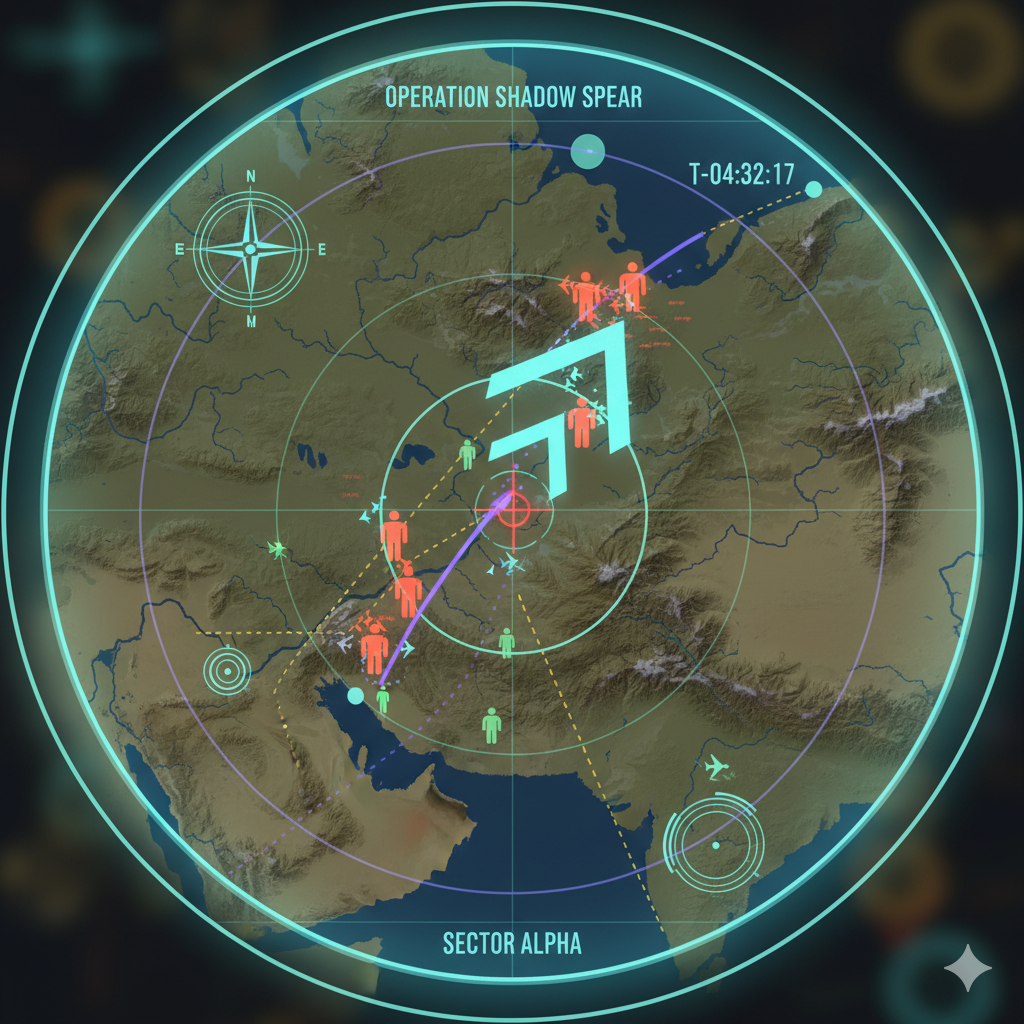 OPERATION SHADOW SPEAR
T-04:32:17
N
E E
M
SECTOR ALPHA